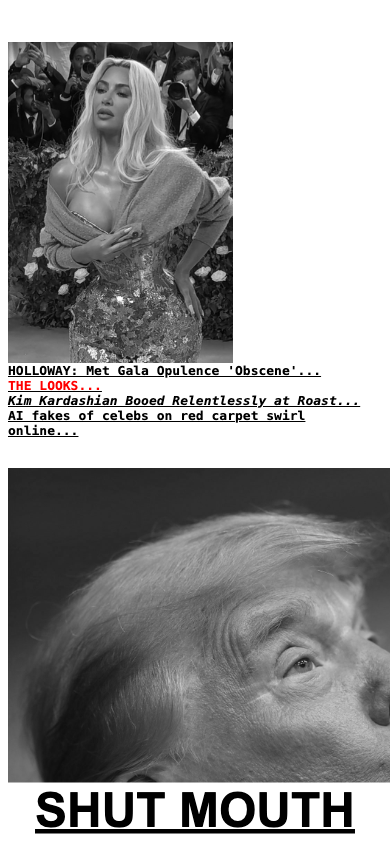 HOLLOWAY: Met Gala Opulence 'Obscene'...
THE LOOKS...
Kim Kardashian Booed Relentlessly at Roast...
AI fakes of celebs on red carpet swirl
online...
SHUT MOUTH